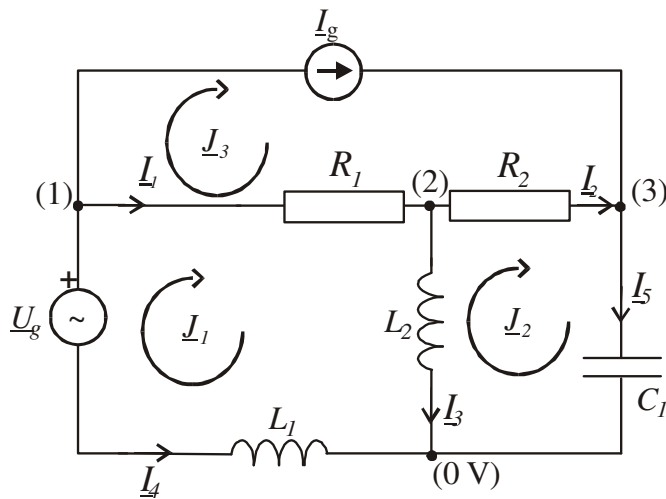 I_g
J_3
R_1
(2)
R_2
I_2
(3)
(1)
I_1
+
U_g
~
J_1
L_2
J_2
I_5
C_1
I_3
L_1
I_4
(0 V)